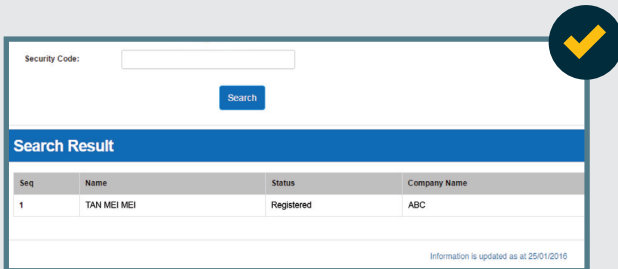 Security Code:
Search
Search Result
Seq Name Status Company Name
1 TAN MEI MEI Registered ABC
Information is updated as at 25/01/2016